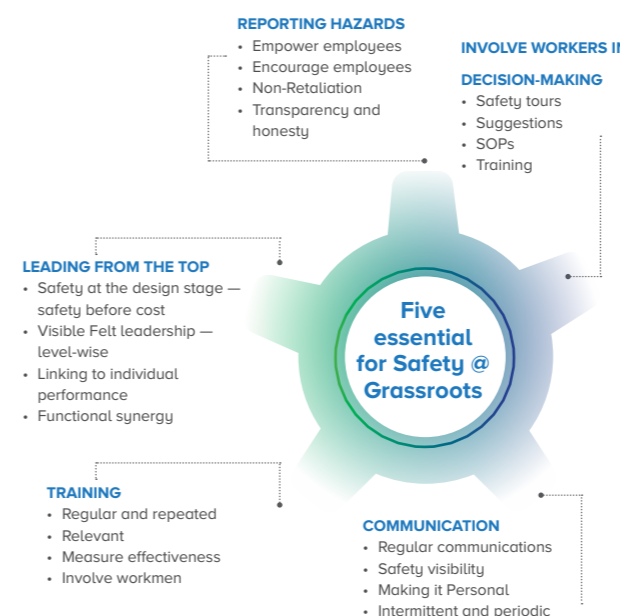 REPORTING HAZARDS
• Empower employees
• Encourage employees
• Non-Retaliation
• Transparency and
honesty
INVOLVE WORKERS IN
DECISION-MAKING
• Safety tours
• Suggestions
• SOPs
• Training
LEADING FROM THE TOP
• Safety at the design stage —
safety before cost
• Visible Felt leadership —
level-wise
• Linking to individual
performance
• Functional synergy
Five
essential
for Safety @
Grassroots
TRAINING
• Regular and repeated
• Relevant
• Measure effectiveness
• Involve workmen
COMMUNICATION
• Regular communications
• Safety visibility
• Making it Personal
• Intermittent and periodic